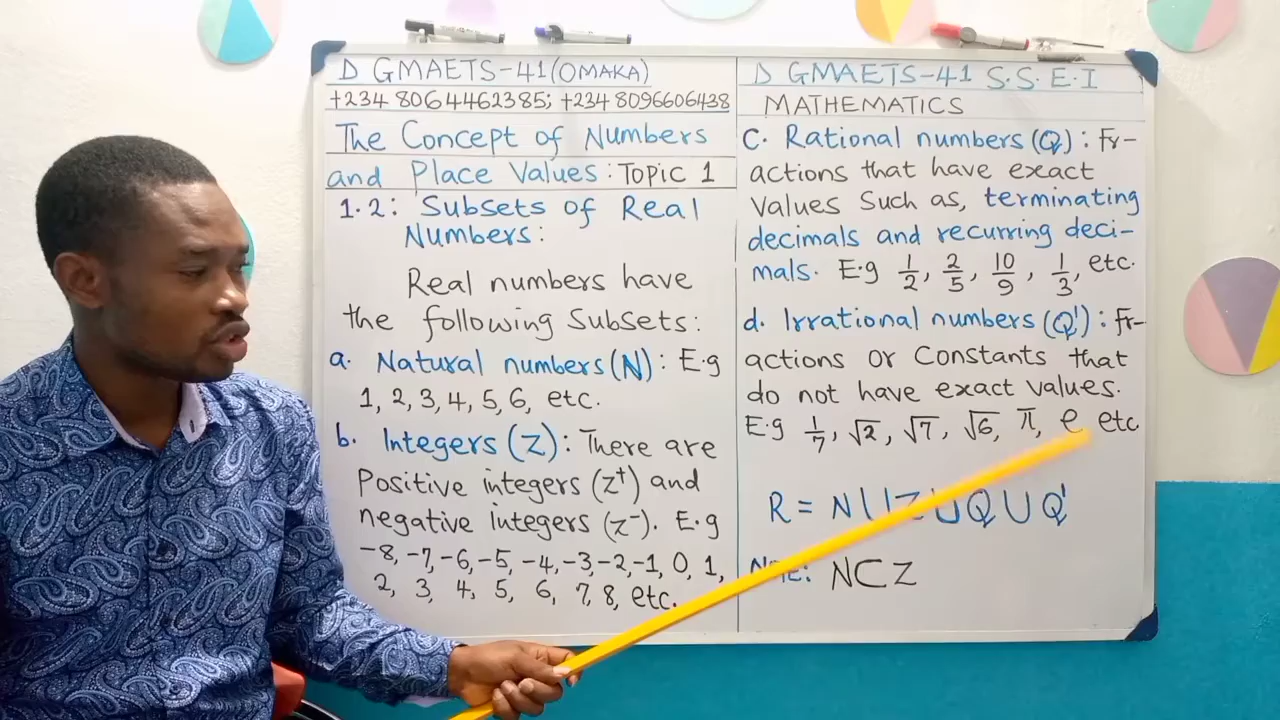 D GMAETS-41 (OMAKA)
+234 8064462385; +234 8096606438
The Concept of Numbers
and Place Values: Topic 1
1.2: Subsets of Real
Numbers:
Real numbers have
the following Subsets:
a. Natural numbers (N): E.g
1, 2, 3, 4, 5, 6, etc.
b. Integers (Z): There are
Positive integers (z⁺) and
negative integers (z⁻). E.g
-8, -7, -6, -5, -4, -3, -2, -1, 0, 1,
2, 3, 4, 5, 6, 7, 8, etc.
D GMAETS-41 S.S.E.I
MATHEMATICS
C. Rational numbers (Q): Fr-
actions that have exact
Values Such as, terminating
decimals and recurring deci-
mals. E.g 1/2, 2/5, 10/9, 1/3, etc.
d. Irrational numbers (Q'): Fr-
actions or Constants that
do not have exact values.
E.g 1/7, √2, √7, √6, π, e etc
R = N U Z U Q U Q'
N⊂Z